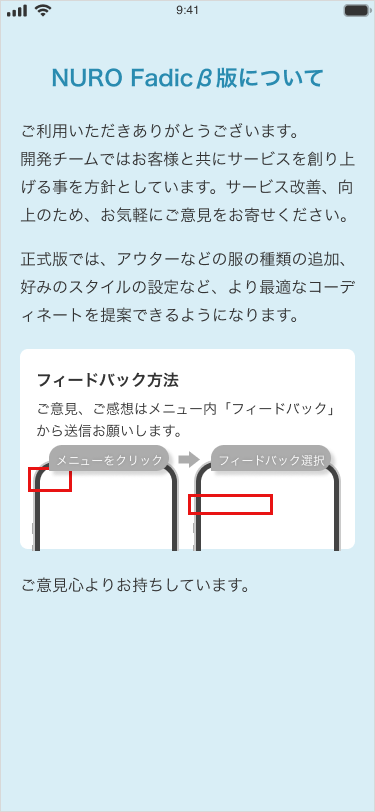 9:41
NURO Fadicβ版について
ご利用いただきありがとうございます。
開発チームではお客様と共にサービスを創り上
げる事を方針としています。サービス改善、向
上のため、お気軽にご意見をお寄せください。
正式版では、アウターなどの服の種類の追加、
好みのスタイルの設定など、より最適なコーデ
ィネートを提案できるようになります。
フィードバック方法
ご意見、ご感想はメニュー内「フィードバック」
から送信お願いします。
メニューをクリック
フィードバック選択
ご意見心よりお待ちしています。